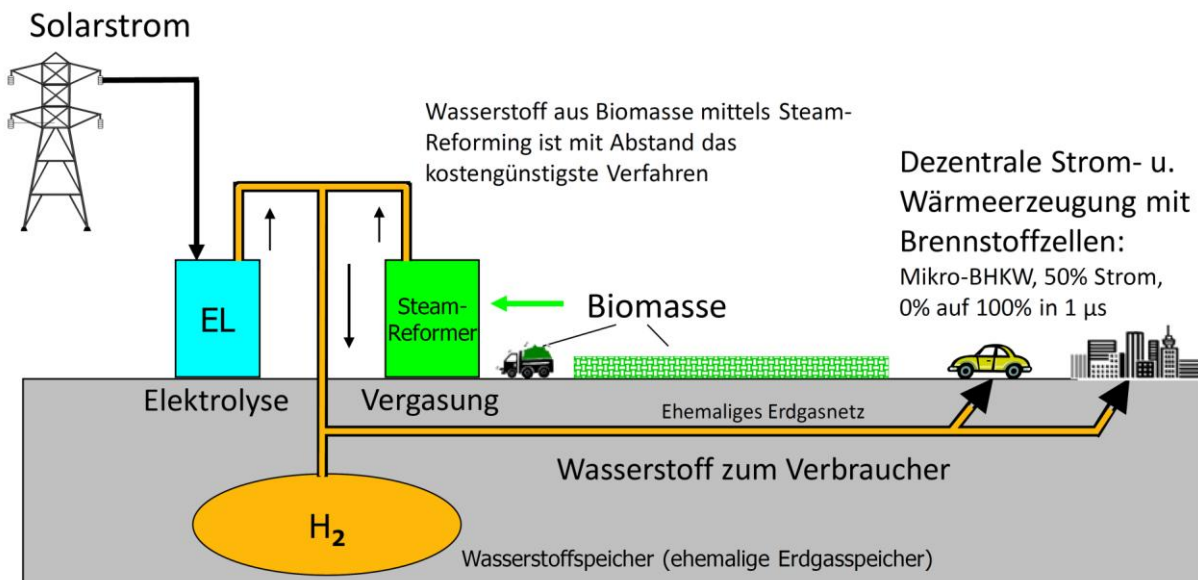 Solarstrom
Wasserstoff aus Biomasse mittels Steam-
Reforming ist mit Abstand das
kostengünstigste Verfahren
Dezentrale Strom- u.
Wärmeerzeugung mit
Brennstoffzellen:
Mikro-BHKW, 50% Strom,
0% auf 100% in 1 µs
EL
Steam-
Reformer
Biomasse
Elektrolyse
Vergasung
Ehemaliges Erdgasnetz
Wasserstoff zum Verbraucher
H₂
Wasserstoffspeicher (ehemalige Erdgasspeicher)